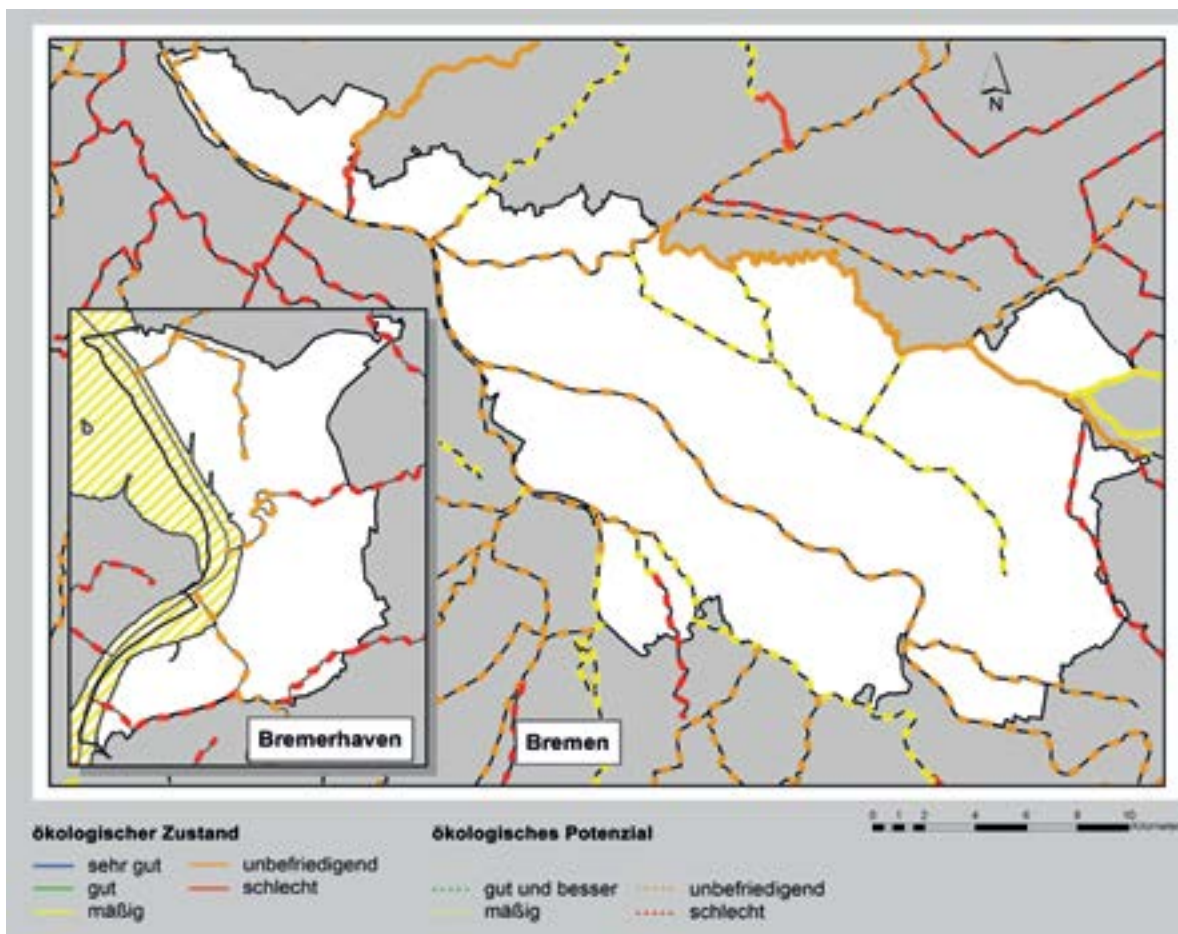 N
Bremerhaven
Bremen
0 1 2 4 6 8 10
ökologischer Zustand
sehr gut
gut
mäßig
unbefriedigend
schlecht
ökologisches Potenzial
gut und besser
mäßig
unbefriedigend
schlecht